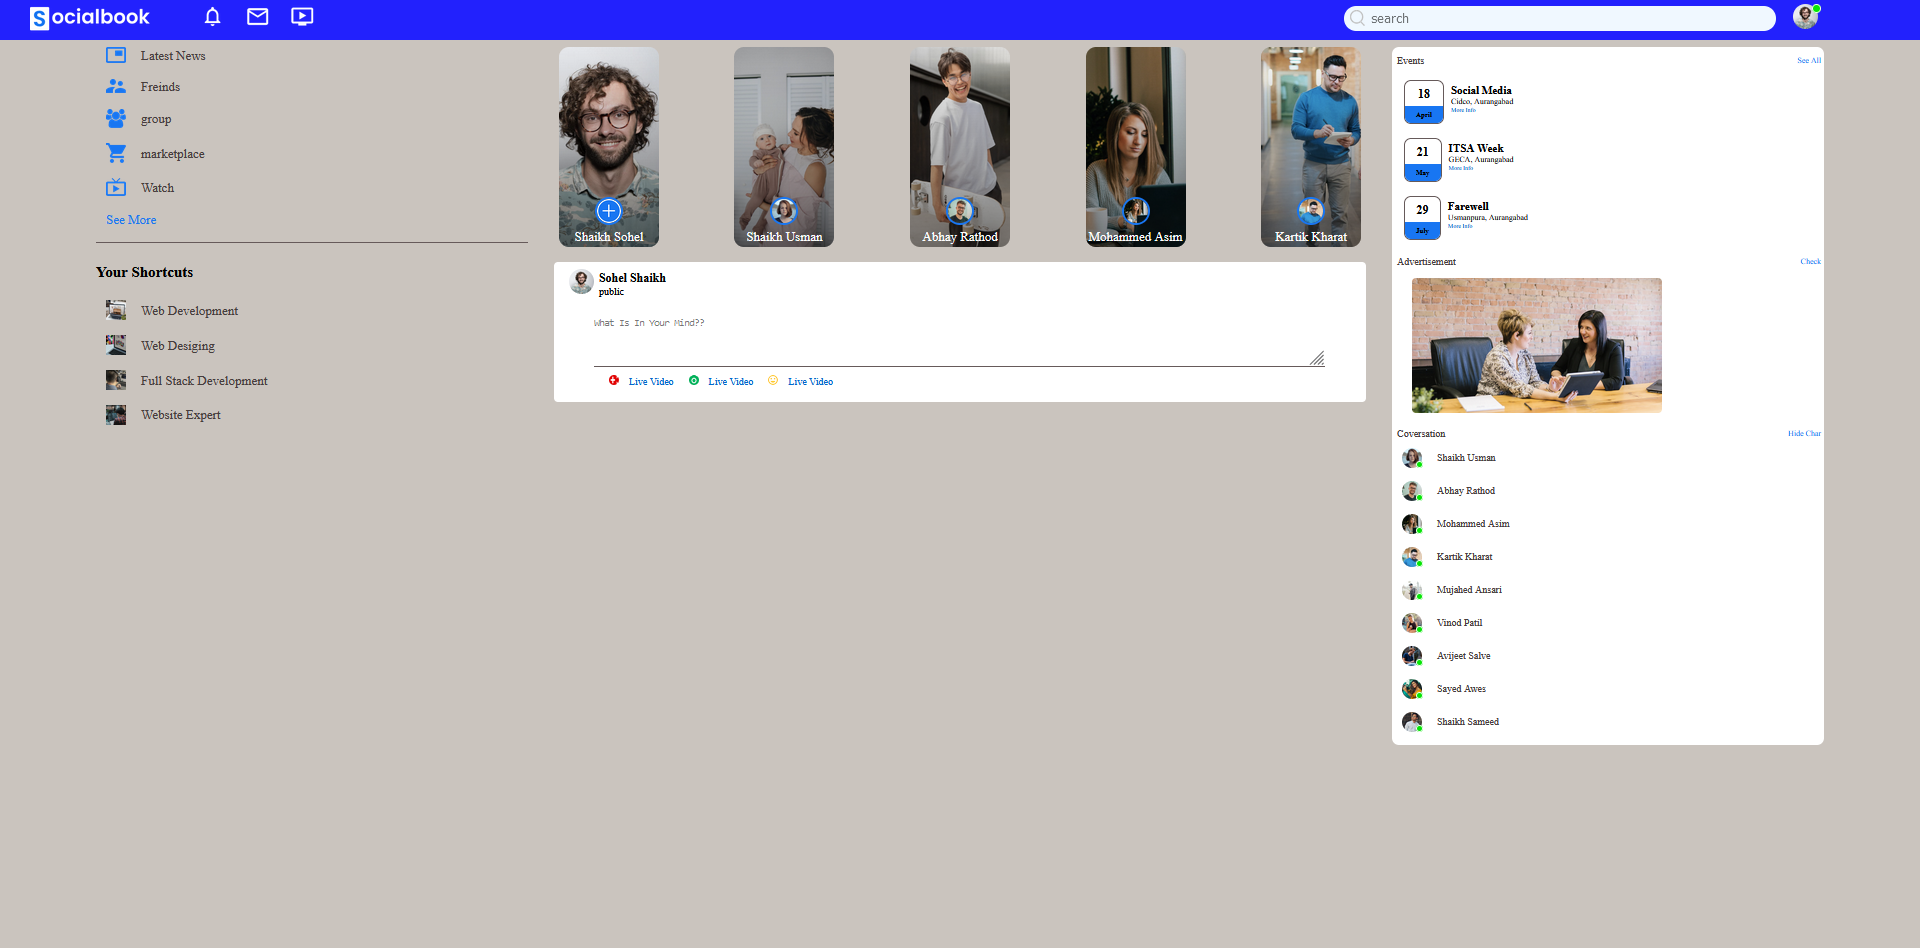 Socialbook
search
Latest News
Freinds
group
marketplace
Watch
See More
Your Shortcuts
Web Development
Web Desiging
Full Stack Development
Website Expert
Shaikh Sohel
Shaikh Usman
Abhay Rathod
Mohammed Asim
Kartik Kharat
Sohel Shaikh
public
What Is In Your Mind??
Live Video
Live Video
Live Video
Events
See All
18
April
Social Media
Cidco, Aurangabad
More Info
21
May
ITSA Week
GECA, Aurangabad
More Info
29
July
Farewell
Usmanpura, Aurangabad
More Info
Advertisement
Check
Coversation
Hide Char
Shaikh Usman
Abhay Rathod
Mohammed Asim
Kartik Kharat
Mujahed Ansari
Vinod Patil
Avijeet Salve
Sayed Awes
Shaikh Sameed